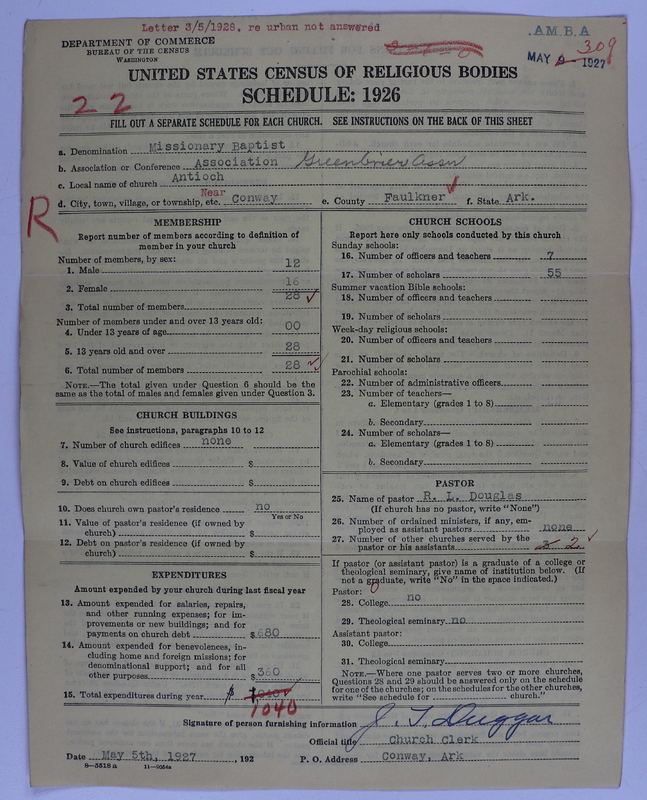 Letter 3/5/1928, re urban not answered
.AM.B.A
309
DEPARTMENT OF COMMERCE
BUREAU OF THE CENSUS
WASHINGTON
MAY 9 - 1927
UNITED STATES CENSUS OF RELIGIOUS BODIES
SCHEDULE: 1926
22
FILL OUT A SEPARATE SCHEDULE FOR EACH CHURCH. SEE INSTRUCTIONS ON THE BACK OF THIS SHEET
a. Denomination Missionary Baptist
b. Association or Conference Association Greenbrier Assn
c. Local name of church Antioch
R
d. City, town, village, or township, etc. Near Conway e. County Faulkner f. State Ark.
MEMBERSHIP
Report number of members according to definition of
member in your church
Number of members, by sex:
1. Male 12
2. Female 16
3. Total number of members 28
Number of members under and over 13 years old:
4. Under 13 years of age 00
5. 13 years old and over 28
6. Total number of members 28
NOTE.—The total given under Question 6 should be the
same as the total of males and females given under Question 3.
CHURCH BUILDINGS
See instructions, paragraphs 10 to 12
7. Number of church edifices none
8. Value of church edifices $
9. Debt on church edifices $
10. Does church own pastor's residence no
Yes or No
11. Value of pastor's residence (if owned by
church) $
12. Debt on pastor's residence (if owned by
church) $
EXPENDITURES
Amount expended by your church during last fiscal year
13. Amount expended for salaries, repairs,
and other running expenses; for im-
provements or new buildings; and for
payments on church debt $680
14. Amount expended for benevolences, in-
cluding home and foreign missions; for
denominational support; and for all
other purposes $360
15. Total expenditures during year $
1040
CHURCH SCHOOLS
Report here only schools conducted by this church
Sunday schools:
16. Number of officers and teachers 7
17. Number of scholars 55
Summer vacation Bible schools:
18. Number of officers and teachers
19. Number of scholars
Week-day religious schools:
20. Number of officers and teachers
21. Number of scholars
Parochial schools:
22. Number of administrative officers
23. Number of teachers—
a. Elementary (grades 1 to 8)
b. Secondary
24. Number of scholars—
a. Elementary (grades 1 to 8)
b. Secondary
PASTOR
25. Name of pastor R. L. Douglas
(If church has no pastor, write "None")
26. Number of ordained ministers, if any, em-
ployed as assistant pastors none
27. Number of other churches served by the
pastor or his assistants 3 2
If pastor (or assistant pastor) is a graduate of a college or
theological seminary, give name of institution below. (If
not a graduate, write "No" in the space indicated.)
Pastor:
28. College no
29. Theological seminary no
Assistant pastor:
30. College
31. Theological seminary
NOTE.—Where one pastor serves two or more churches,
Questions 28 and 29 should be answered only on the schedule
for one of the churches; on the schedules for the other churches,
write "See schedule for church."
Signature of person furnishing information J. T. Duggar
Official title Church Clerk
Date May 5th, 1927, 192 P. O. Address Conway, Ark
8-5518 a 11-9034a